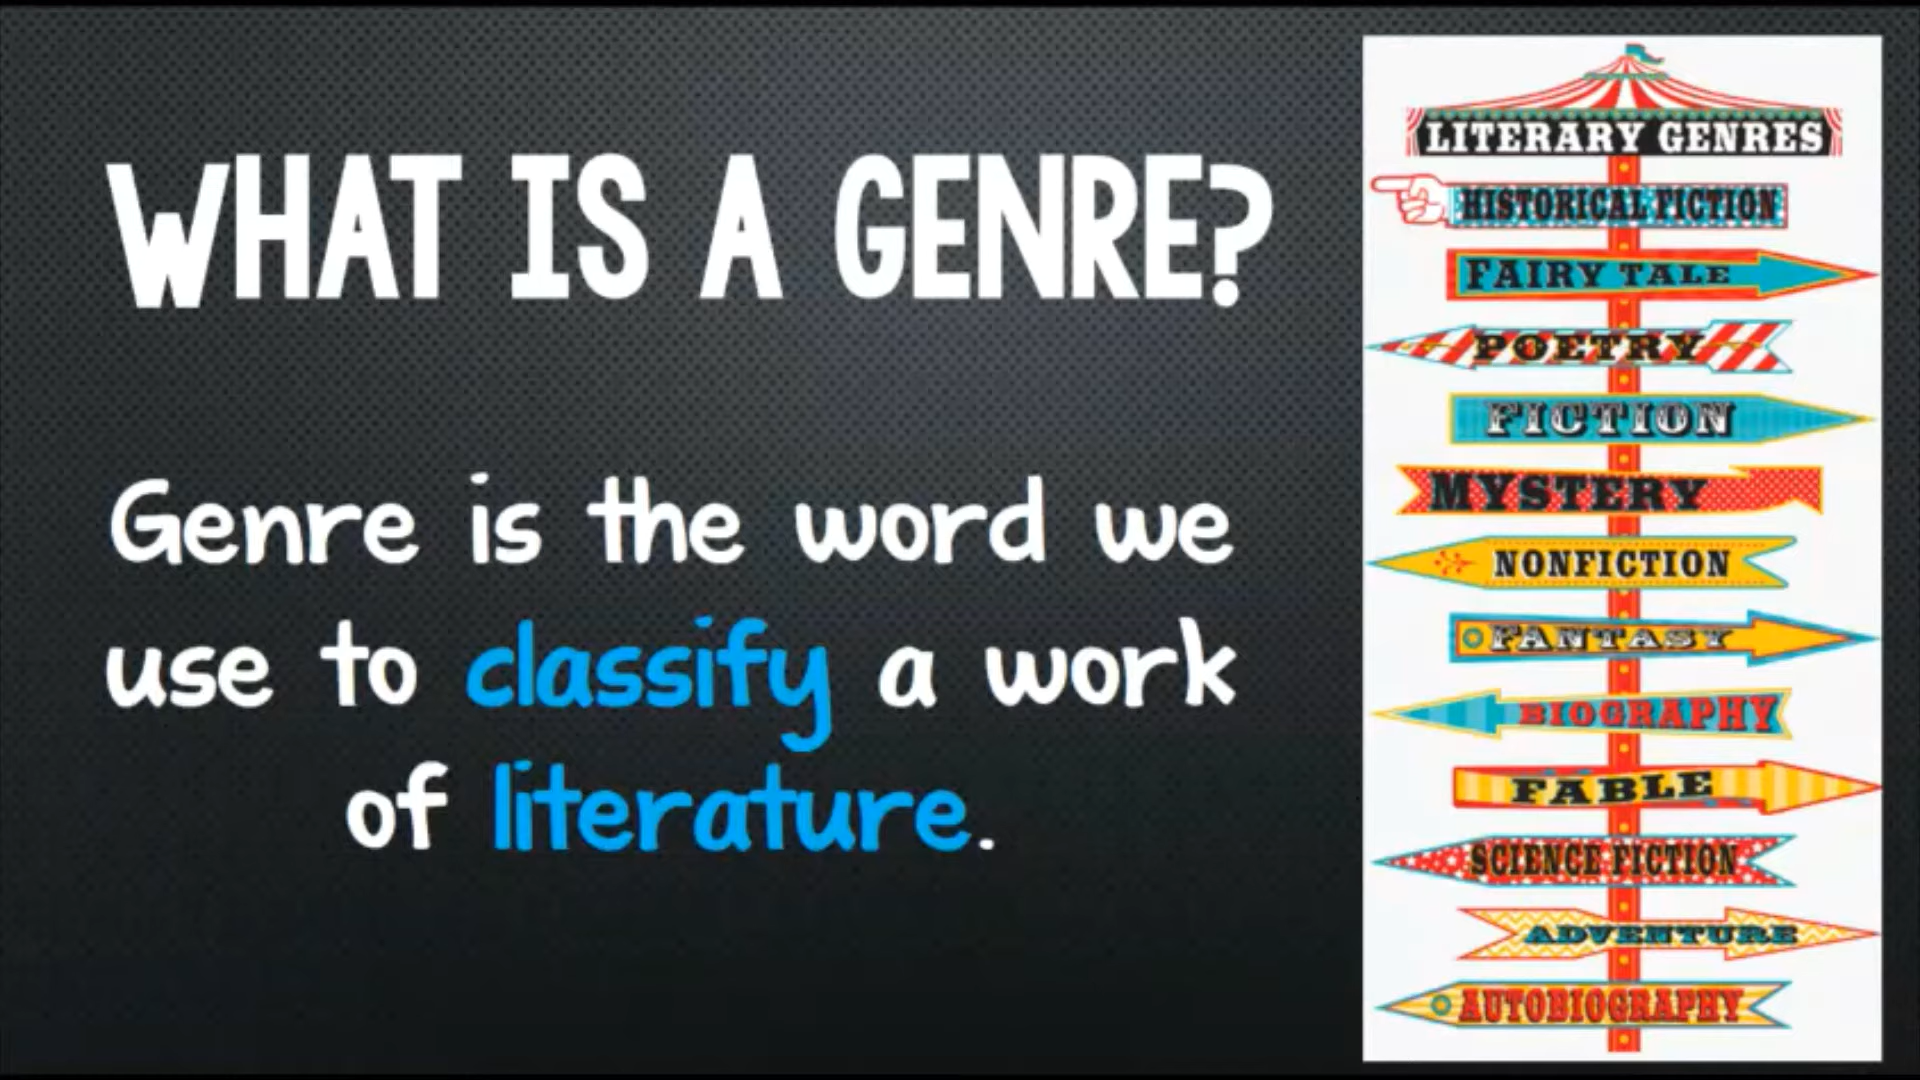 WHAT IS A GENRE?
Genre is the word we
use to classify a work
of literature.
LITERARY GENRES
HISTORICAL FICTION
FAIRY TALE
POETRY
FICTION
MYSTERY
NONFICTION
FANTASY
BIOGRAPHY
FABLE
SCIENCE FICTION
ADVENTURE
AUTOBIOGRAPHY